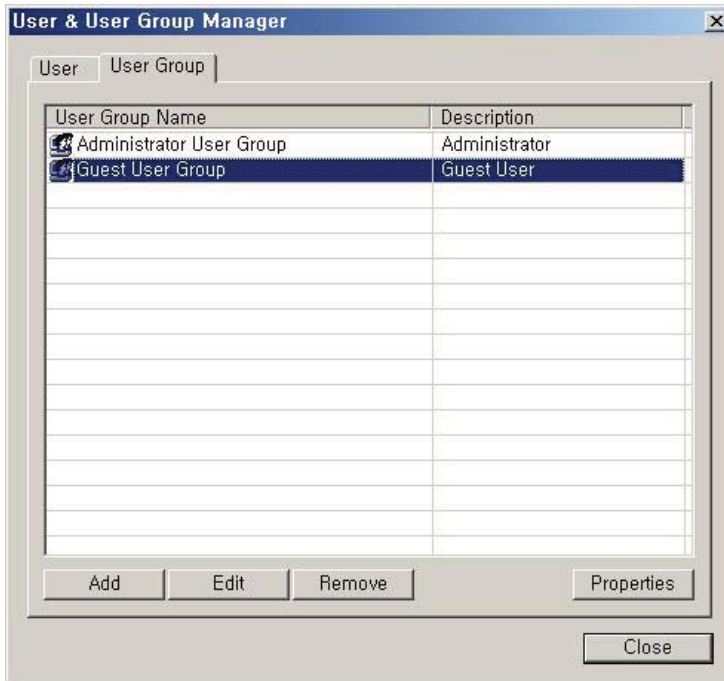 User & User Group Manager
User User Group
User Group Name Description
Administrator User Group Administrator
Guest User Group Guest User
Add Edit Remove Properties
Close